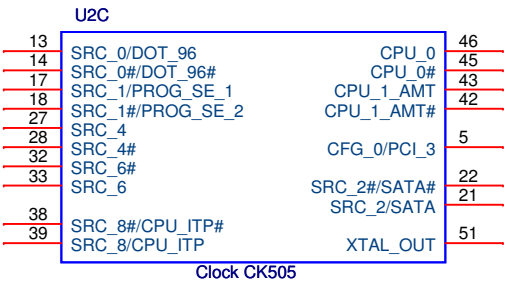 U2C
13 SRC_0/DOT_96 CPU_0 46
14 SRC_0#/DOT_96# CPU_0# 45
17 SRC_1/PROG_SE_1 CPU_1_AMT 43
18 SRC_1#/PROG_SE_2 CPU_1_AMT# 42
27 SRC_4
28 SRC_4# CFG_0/PCI_3 5
32 SRC_6#
33 SRC_6 SRC_2#/SATA# 22
SRC_2/SATA 21
38 SRC_8#/CPU_ITP#
39 SRC_8/CPU_ITP XTAL_OUT 51
Clock CK505